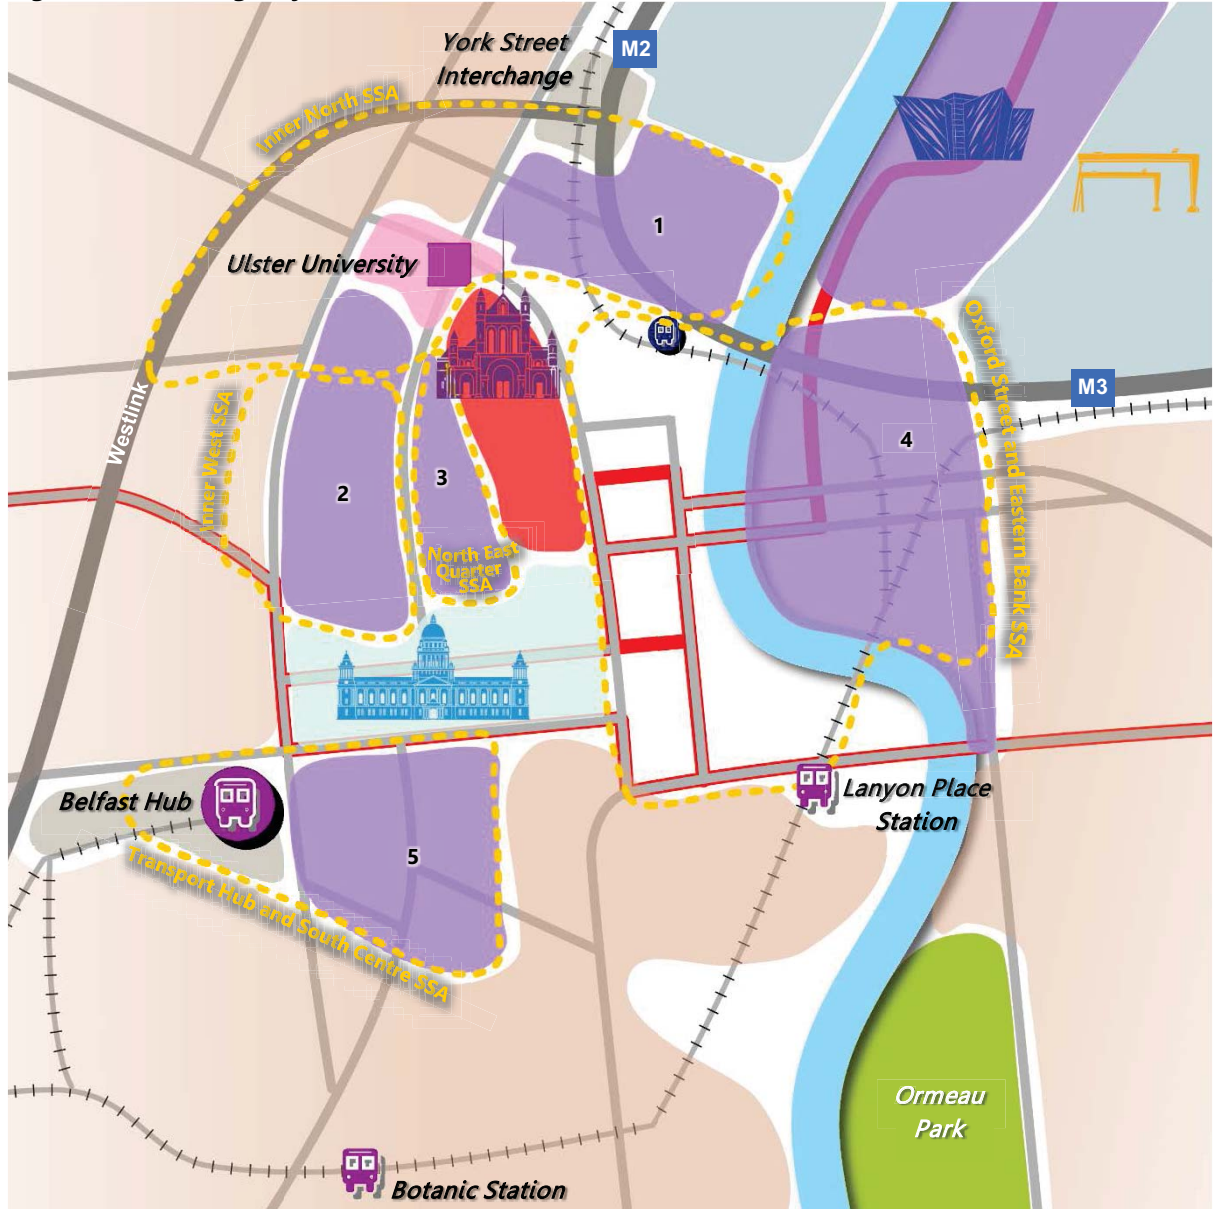 York Street
Interchange
M2
Inner North SSA
1
Ulster University
Oxford Street and Eastern Bank SSA
M3
Westlink
Inner West SSA
4
2
3
North East
Quarter
SSA
Belfast Hub
Lanyon Place
Station
5
Transport Hub and South Centre SSA
Ormeau
Park
Botanic Station